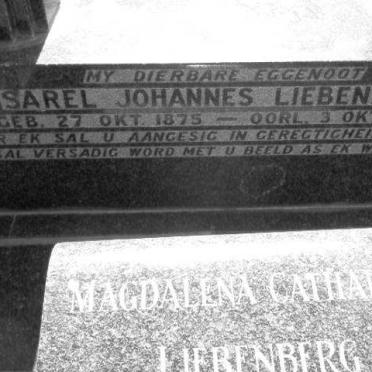 MY DIERBARE EGGENOOT
SAREL JOHANNES LIEBEN
GEB. 27 OKT. 1875 — OORL. 3 OK
EK SAL U AANGESIG IN GEREGTIGHE
SAL VERSADIG WORD MET U BEELD AS EK W
MAGDALENA CATHA
LIEBENBERG